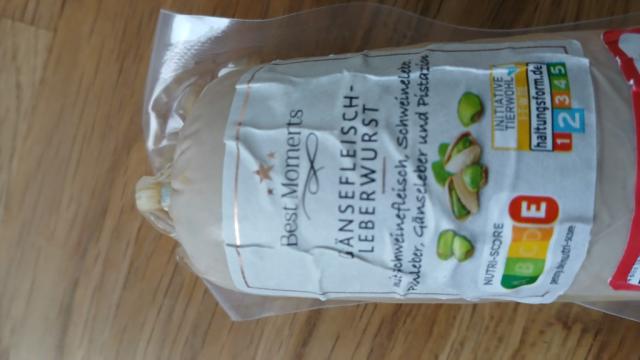 Best Moments
GÄNSEFLEISCH-
LEBERWURST
mit Schweinefleisch, Schweineleber,
Putenleber, Gänseleber und Pistazien
INITIATIVE
TIERWOHL
haltungsform.de
1 2 3 4 5
NUTRI-SCORE
A B C D E